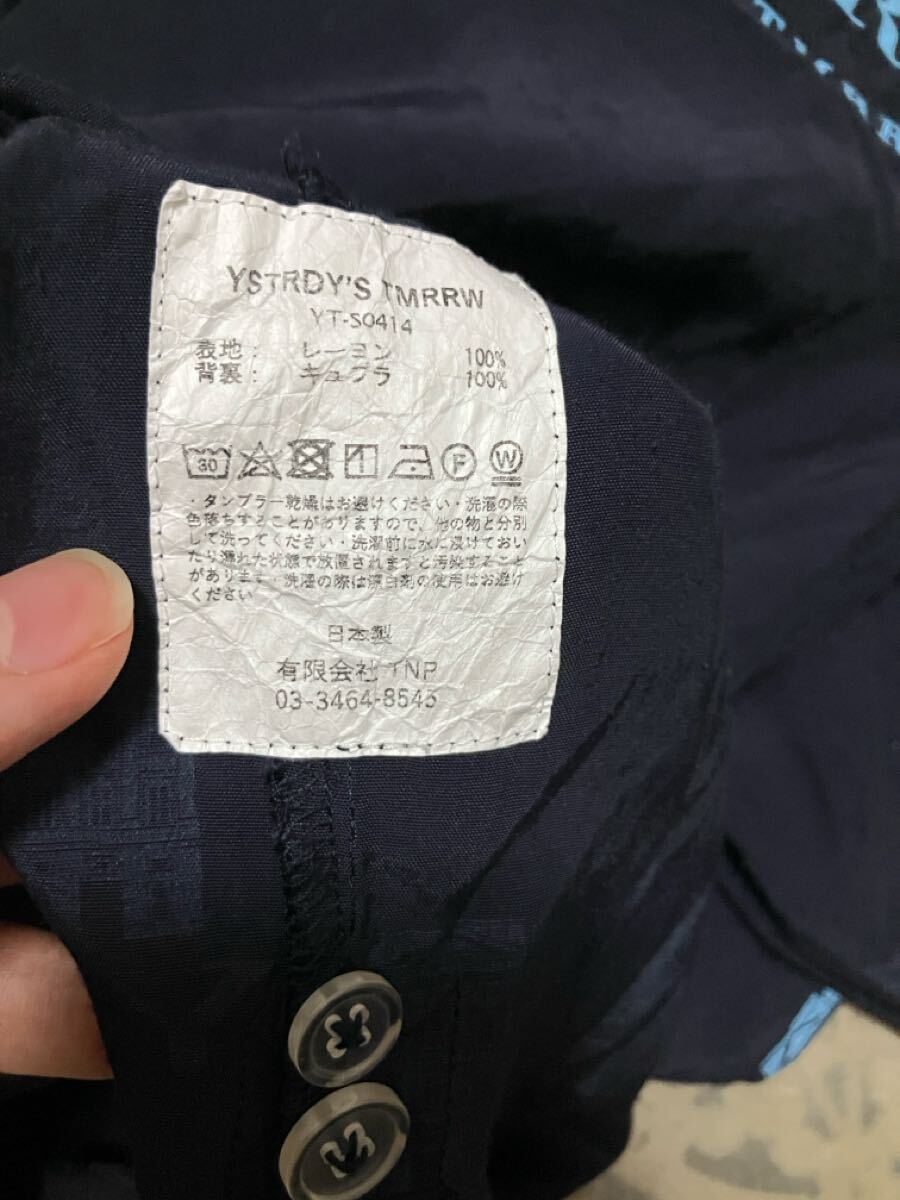 YSTRDY'S TMRRW
YT-S0414
表地： レーヨン 100%
背裏： キュプラ 100%
30 F W
・タンブラー乾燥はお避けください・洗濯の際
色落ちすることがありますので、他の物と分別
して洗ってください・洗濯前に水に浸けておい
たり濡れた状態で放置されますと汚染すること
があります・洗濯の際は漂白剤の使用はお避け
ください
日本製
有限会社 TNP
03-3464-8545